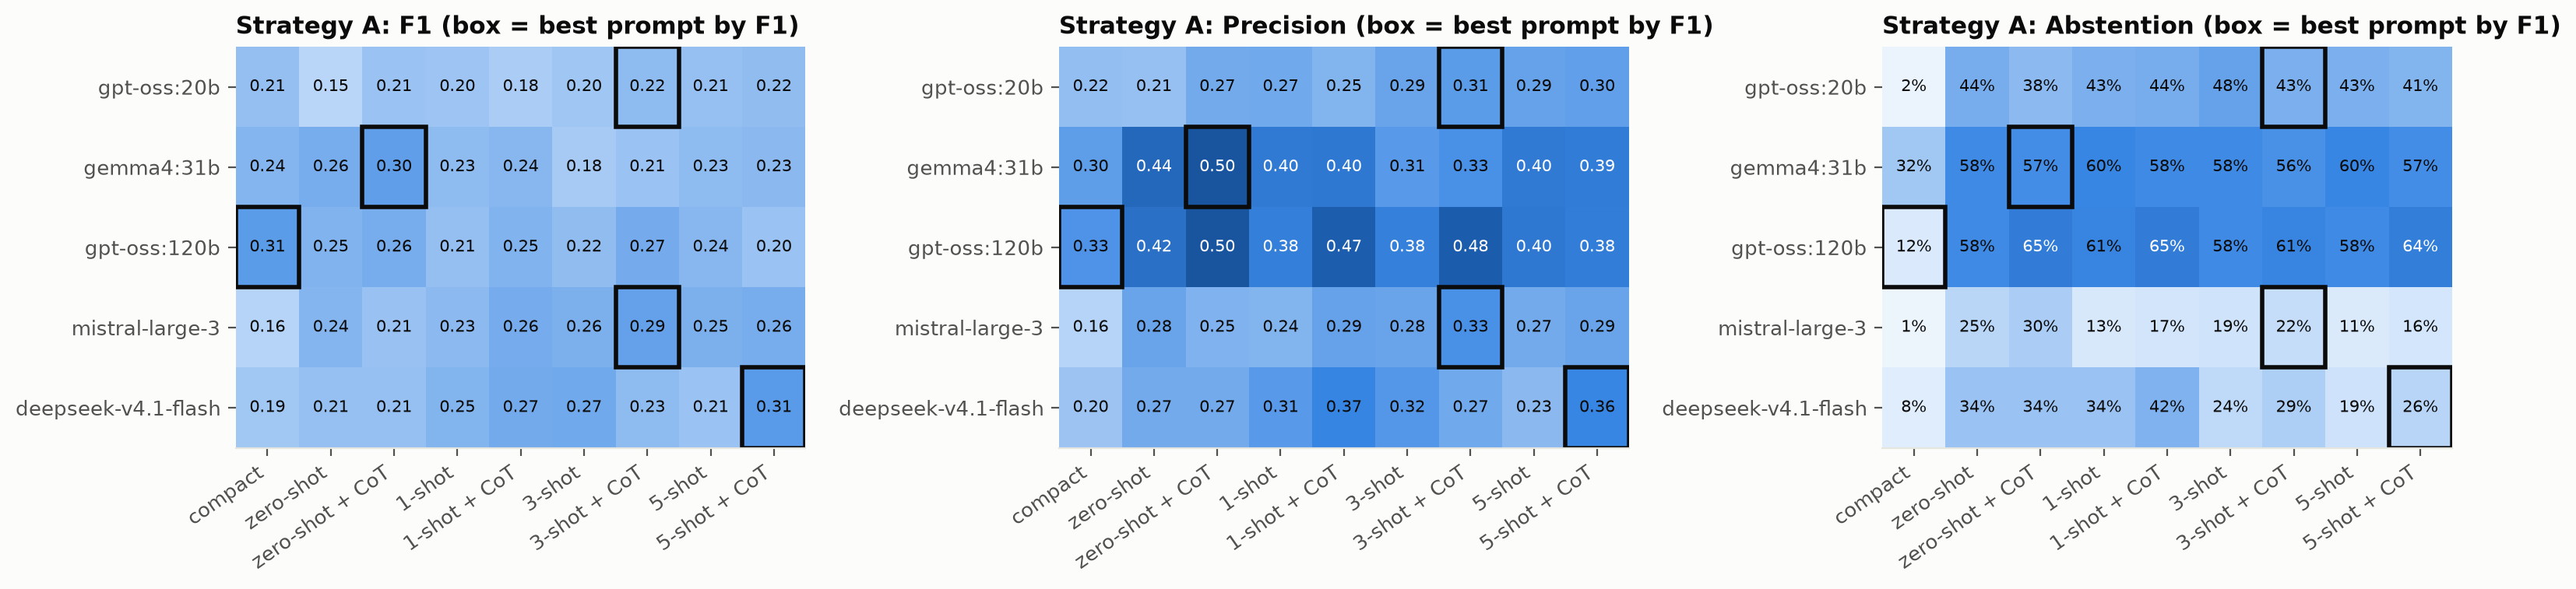 Strategy A: F1 (box = best prompt by F1)
gpt-oss:20b 0.21 0.15 0.21 0.20 0.18 0.20 0.22 0.21 0.22
gemma4:31b 0.24 0.26 0.30 0.23 0.24 0.18 0.21 0.23 0.23
gpt-oss:120b 0.31 0.25 0.26 0.21 0.25 0.22 0.27 0.24 0.20
mistral-large-3 0.16 0.24 0.21 0.23 0.26 0.26 0.29 0.25 0.26
deepseek-v4.1-flash 0.19 0.21 0.21 0.25 0.27 0.27 0.23 0.21 0.31
compact
zero-shot
zero-shot + CoT
1-shot
1-shot + CoT
3-shot
3-shot + CoT
5-shot
5-shot + CoT
Strategy A: Precision (box = best prompt by F1)
gpt-oss:20b 0.22 0.21 0.27 0.27 0.25 0.29 0.31 0.29 0.30
gemma4:31b 0.30 0.44 0.50 0.40 0.40 0.31 0.33 0.40 0.39
gpt-oss:120b 0.33 0.42 0.50 0.38 0.47 0.38 0.48 0.40 0.38
mistral-large-3 0.16 0.28 0.25 0.24 0.29 0.28 0.33 0.27 0.29
deepseek-v4.1-flash 0.20 0.27 0.27 0.31 0.37 0.32 0.27 0.23 0.36
compact
zero-shot
zero-shot + CoT
1-shot
1-shot + CoT
3-shot
3-shot + CoT
5-shot
5-shot + CoT
Strategy A: Abstention (box = best prompt by F1)
gpt-oss:20b 2% 44% 38% 43% 44% 48% 43% 43% 41%
gemma4:31b 32% 58% 57% 60% 58% 58% 56% 60% 57%
gpt-oss:120b 12% 58% 65% 61% 65% 58% 61% 58% 64%
mistral-large-3 1% 25% 30% 13% 17% 19% 22% 11% 16%
deepseek-v4.1-flash 8% 34% 34% 34% 42% 24% 29% 19% 26%
compact
zero-shot
zero-shot + CoT
1-shot
1-shot + CoT
3-shot
3-shot + CoT
5-shot
5-shot + CoT